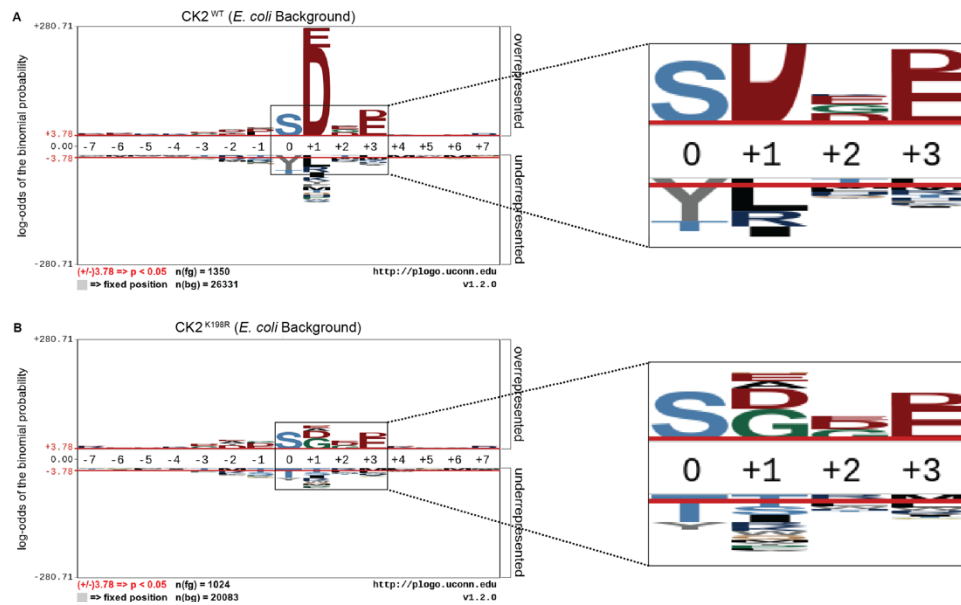 A
CK2WT (E. coli Background)
+280.71
log-odds of the binomial probability
+3.78
0.00
-3.78
-280.71
-7 -6 -5 -4 -3 -2 -1 0 +1 +2 +3 +4 +5 +6 +7
S E D
Y
overrepresented
underrepresented
(+/-)3.78 => p < 0.05 n(fg) = 1350
=> fixed position n(bg) = 26331
http://plogo.uconn.edu
v1.2.0
S D E
0 +1 +2 +3
Y L
T R
I
B
CK2K198R (E. coli Background)
+280.71
log-odds of the binomial probability
+3.78
0.00
-3.78
-280.71
-7 -6 -5 -4 -3 -2 -1 0 +1 +2 +3 +4 +5 +6 +7
S G
overrepresented
underrepresented
(+/-)3.78 => p < 0.05 n(fg) = 1024
=> fixed position n(bg) = 20083
http://plogo.uconn.edu
v1.2.0
E
A
D
S G E
0 +1 +2 +3
T
Y